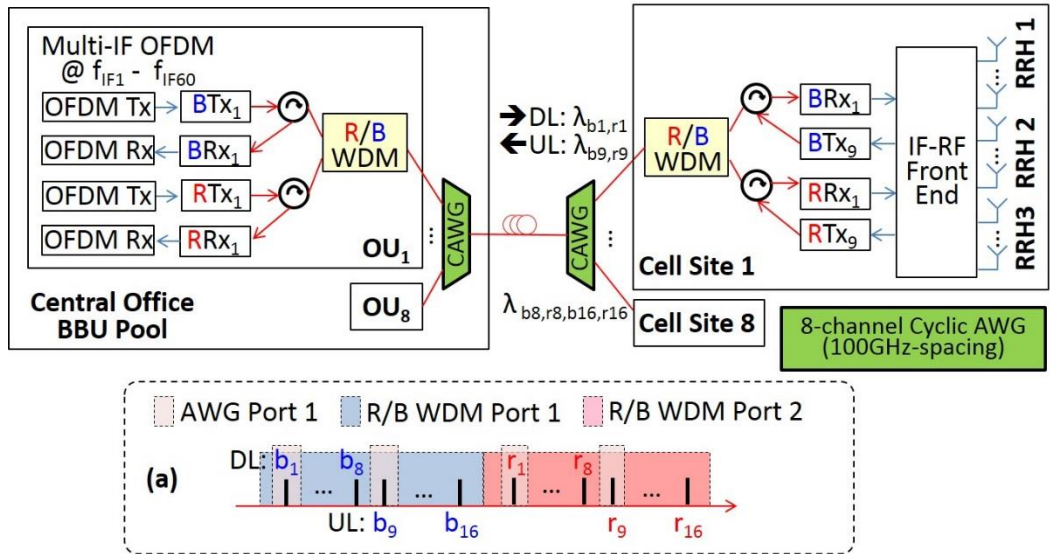 Multi-IF OFDM
@ f_IF1 - f_IF60
OFDM Tx
BTx1
OFDM Rx
BRx1
OFDM Tx
RTx1
OFDM Rx
RRx1
R/B
WDM
OU1
Central Office
BBU Pool
OU8
...
CAWG
➔ DL: λb1,r1
🡸 UL: λb9,r9
λ b8,r8,b16,r16
CAWG
...
R/B
WDM
BRx1
BTx9
RRx1
RTx9
IF-RF
Front
End
RRH 1
...
RRH 2
...
RRH3
...
Cell Site 1
Cell Site 8
8-channel Cyclic AWG
(100GHz-spacing)
AWG Port 1
R/B WDM Port 1
R/B WDM Port 2
(a)
DL: b1 ... b8 ... r1 ... r8 ...
UL: b9 b16 r9 r16